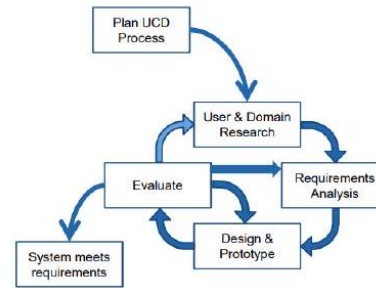 Plan UCD
Process
User & Domain
Research
Evaluate
Requirements
Analysis
Design &
Prototype
System meets
requirements